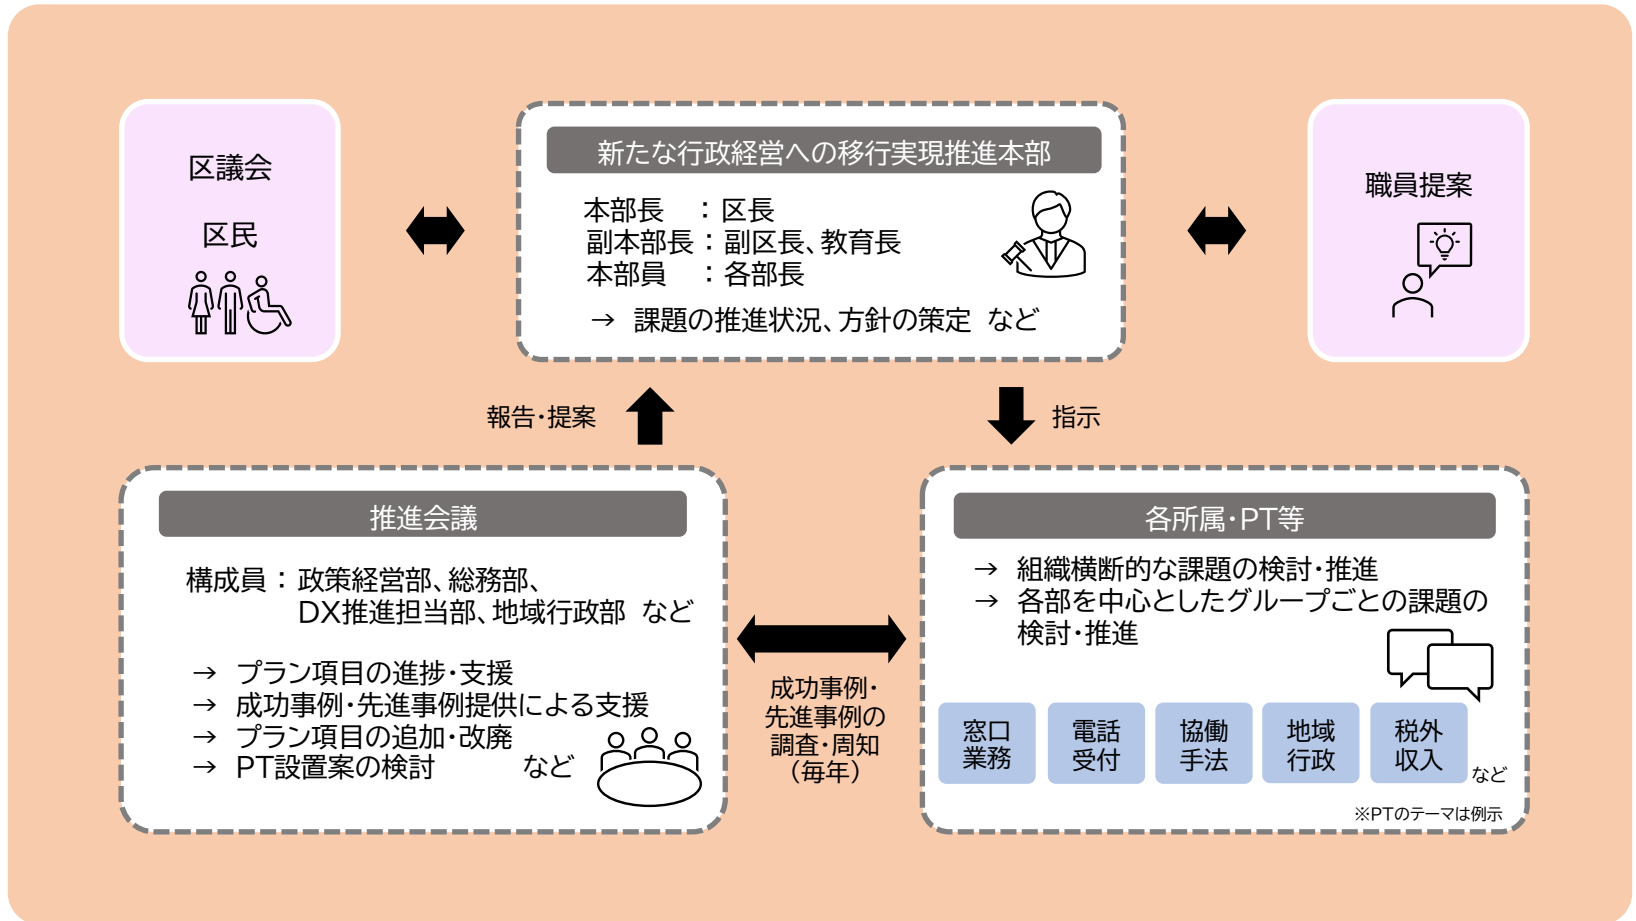 区議会
区民
新たな行政経営への移行実現推進本部
本部長　：区長
副本部長：副区長、教育長
本部員　：各部長
→ 課題の推進状況、方針の策定 など
職員提案
報告・提案
指示
推進会議
構成員：政策経営部、総務部、
DX推進担当部、地域行政部 など
→ プラン項目の進捗・支援
→ 成功事例・先進事例提供による支援
→ プラン項目の追加・改廃
→ PT設置案の検討　　　など
成功事例・
先進事例の
調査・周知
（毎年）
各所属・PT等
→ 組織横断的な課題の検討・推進
→ 各部を中心としたグループごとの課題の
検討・推進
窓口
業務
電話
受付
協働
手法
地域
行政
税外
収入
など
※PTのテーマは例示